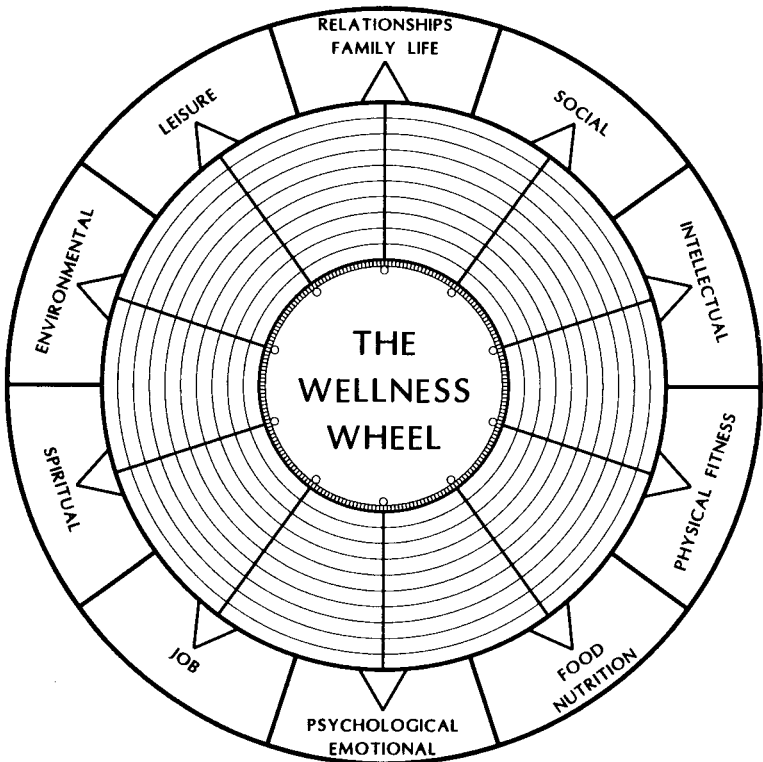 RELATIONSHIPS
FAMILY LIFE
SOCIAL
INTELLECTUAL
PHYSICAL FITNESS
FOOD
NUTRITION
PSYCHOLOGICAL
EMOTIONAL
JOB
SPIRITUAL
ENVIRONMENTAL
LEISURE
THE
WELLNESS
WHEEL